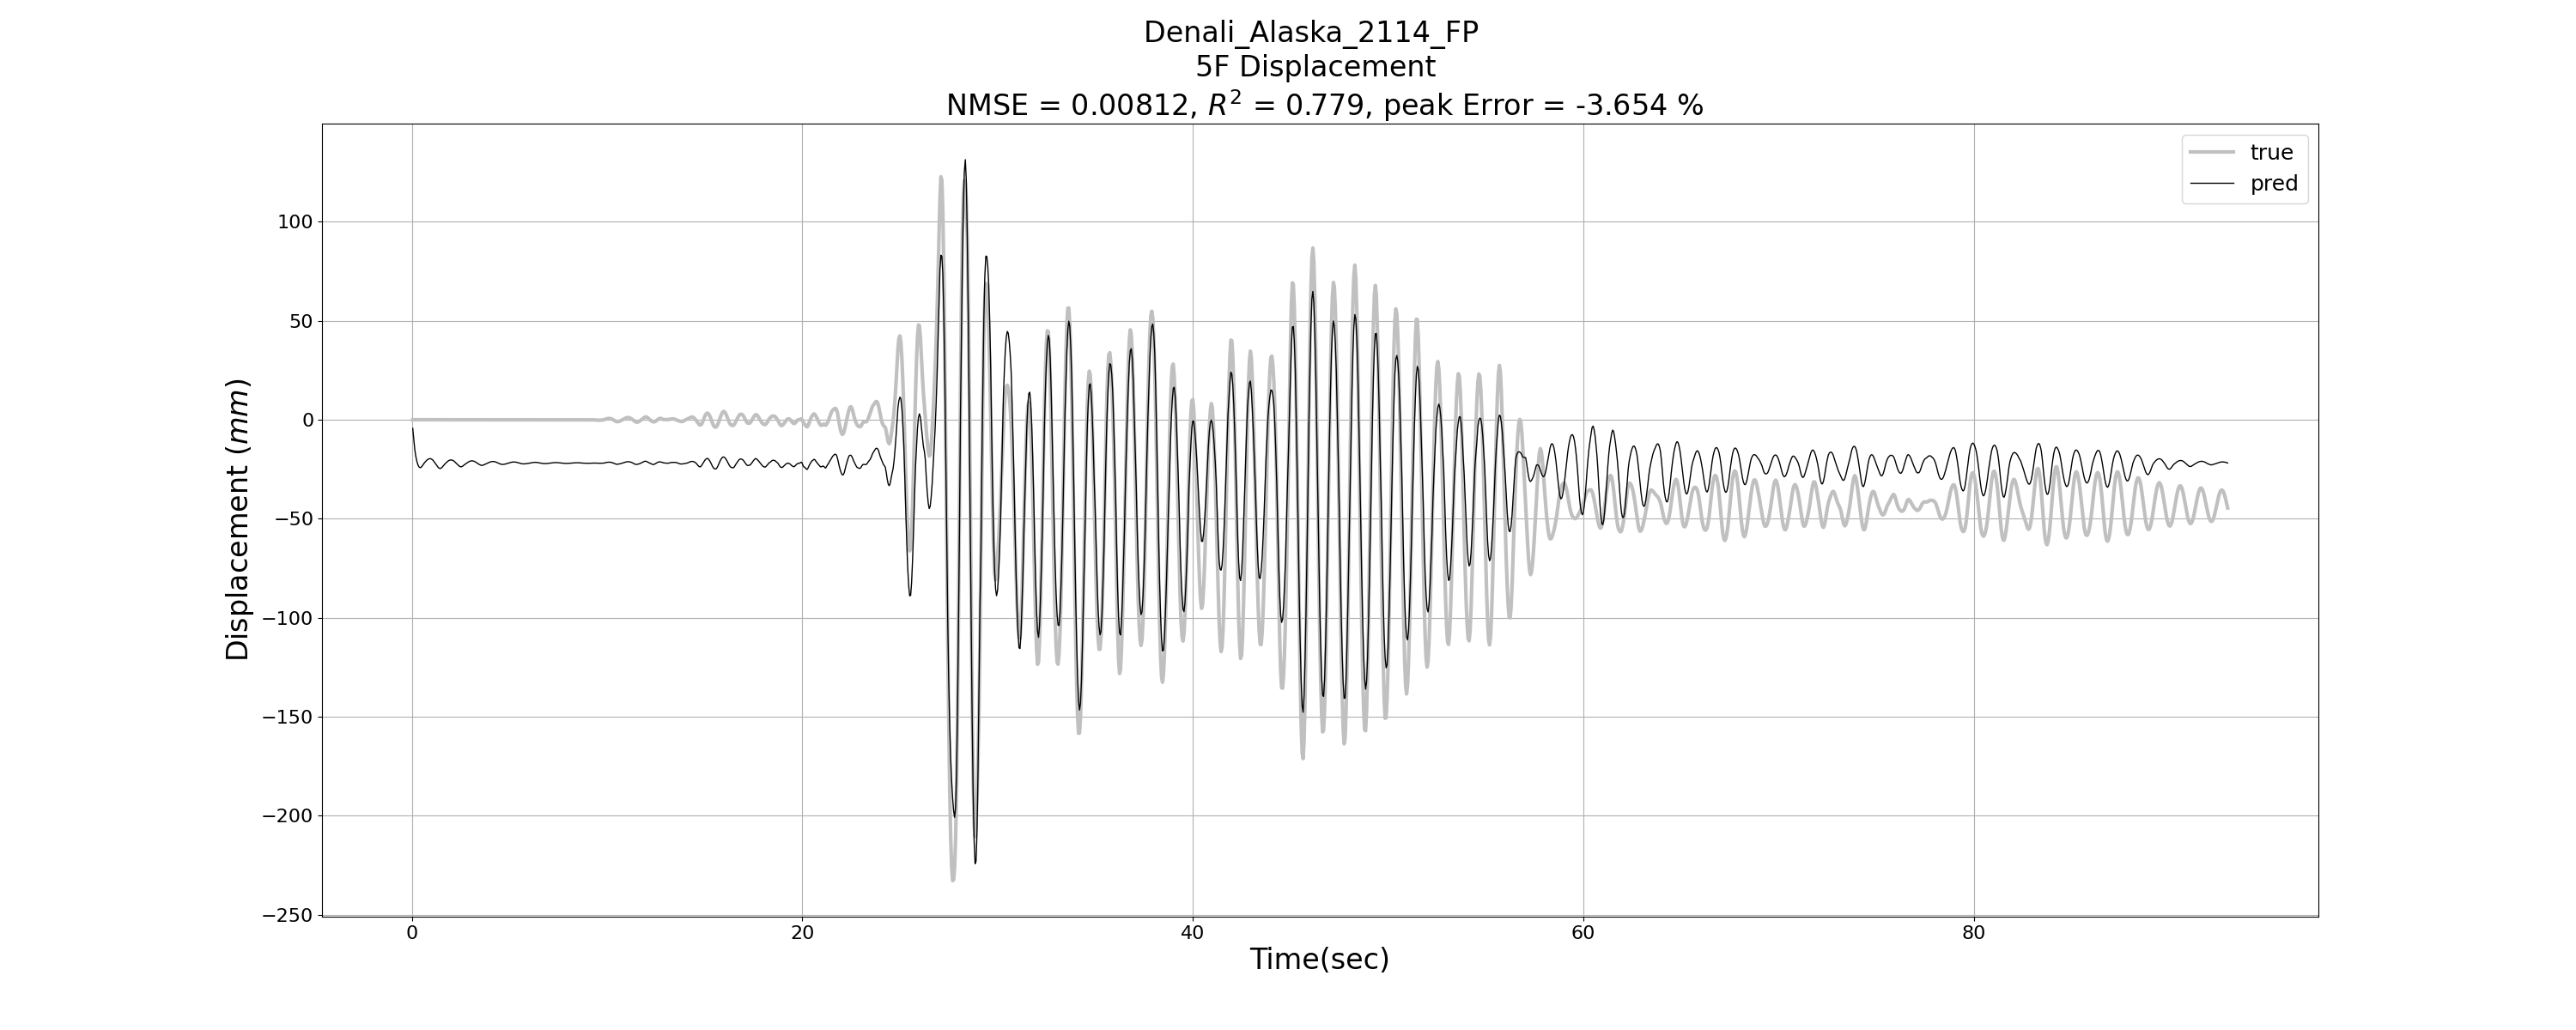 Denali_Alaska_2114_FP
5F Displacement
NMSE = 0.00812, R² = 0.779, peak Error = -3.654 %
true
pred
Displacement (mm)
100
50
0
−50
−100
−150
−200
−250
0 20 40 60 80
Time(sec)